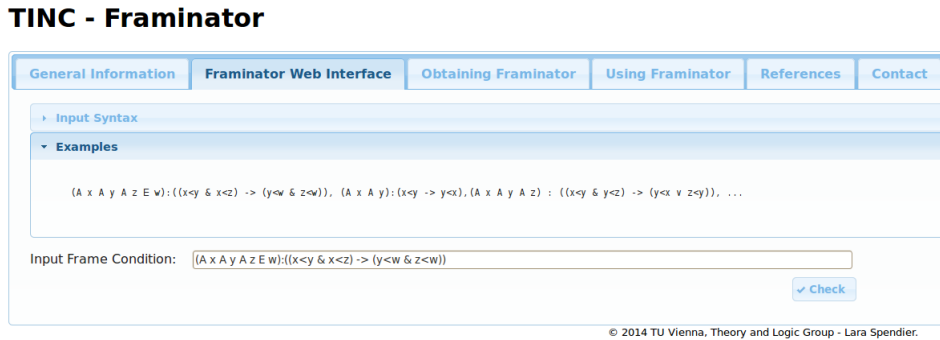 TINC - Framinator
General Information Framinator Web Interface Obtaining Framinator Using Framinator References Contact
Input Syntax
Examples
(A x A y A z E w):((x<y & x<z) -> (y<w & z<w)), (A x A y):(x<y -> y<x),(A x A y A z) : ((x<y & y<z) -> (y<x v z<y)), ...
Input Frame Condition: (A x A y A z E w):((x<y & x<z) -> (y<w & z<w))
Check
© 2014 TU Vienna, Theory and Logic Group - Lara Spendier.